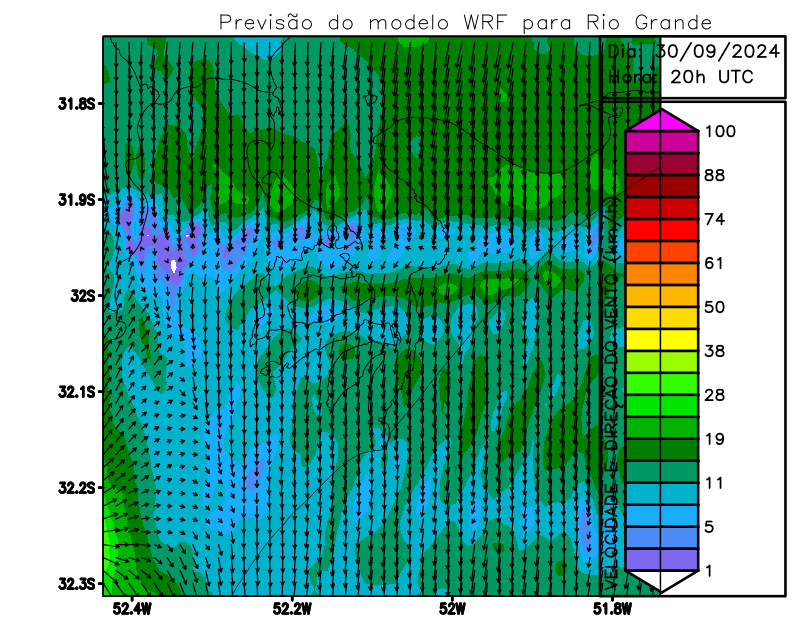 Previsão do modelo WRF para Rio Grande
Dia: 30/09/2024
Hora: 20h UTC
31.8S
31.9S
32S
32.1S
32.2S
32.3S
52.4W
52.2W
52W
51.8W
VELOCIDADE E DIREÇÃO DO VENTO (km/h)
100
88
74
61
50
38
28
19
11
5
1